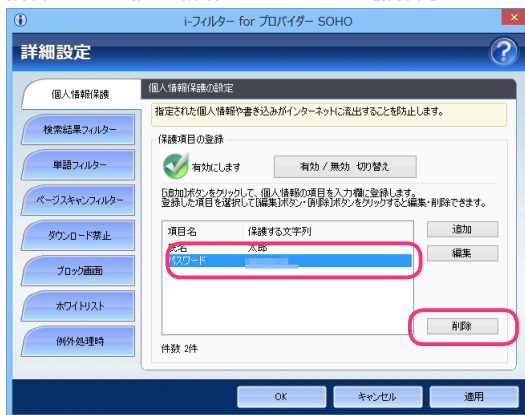 i-フィルター for プロバイダー SOHO
詳細設定
?
個人情報保護
検索結果フィルター
単語フィルター
ページスキャンフィルター
ダウンロード禁止
ブロック画面
ホワイトリスト
例外処理時
個人情報保護の設定
指定された個人情報や書き込みがインターネットに流出することを防止します。
保護項目の登録
有効にします
有効 / 無効 切り替え
[追加]ボタンをクリックして、個人情報の項目を入力欄に登録します。
登録した項目を選択して[編集]ボタン・[削除]ボタンをクリックすると編集・削除できます。
項目名 保護する文字列
氏名 太郎
パスワード
追加
編集
削除
件数 2件
OK キャンセル 適用